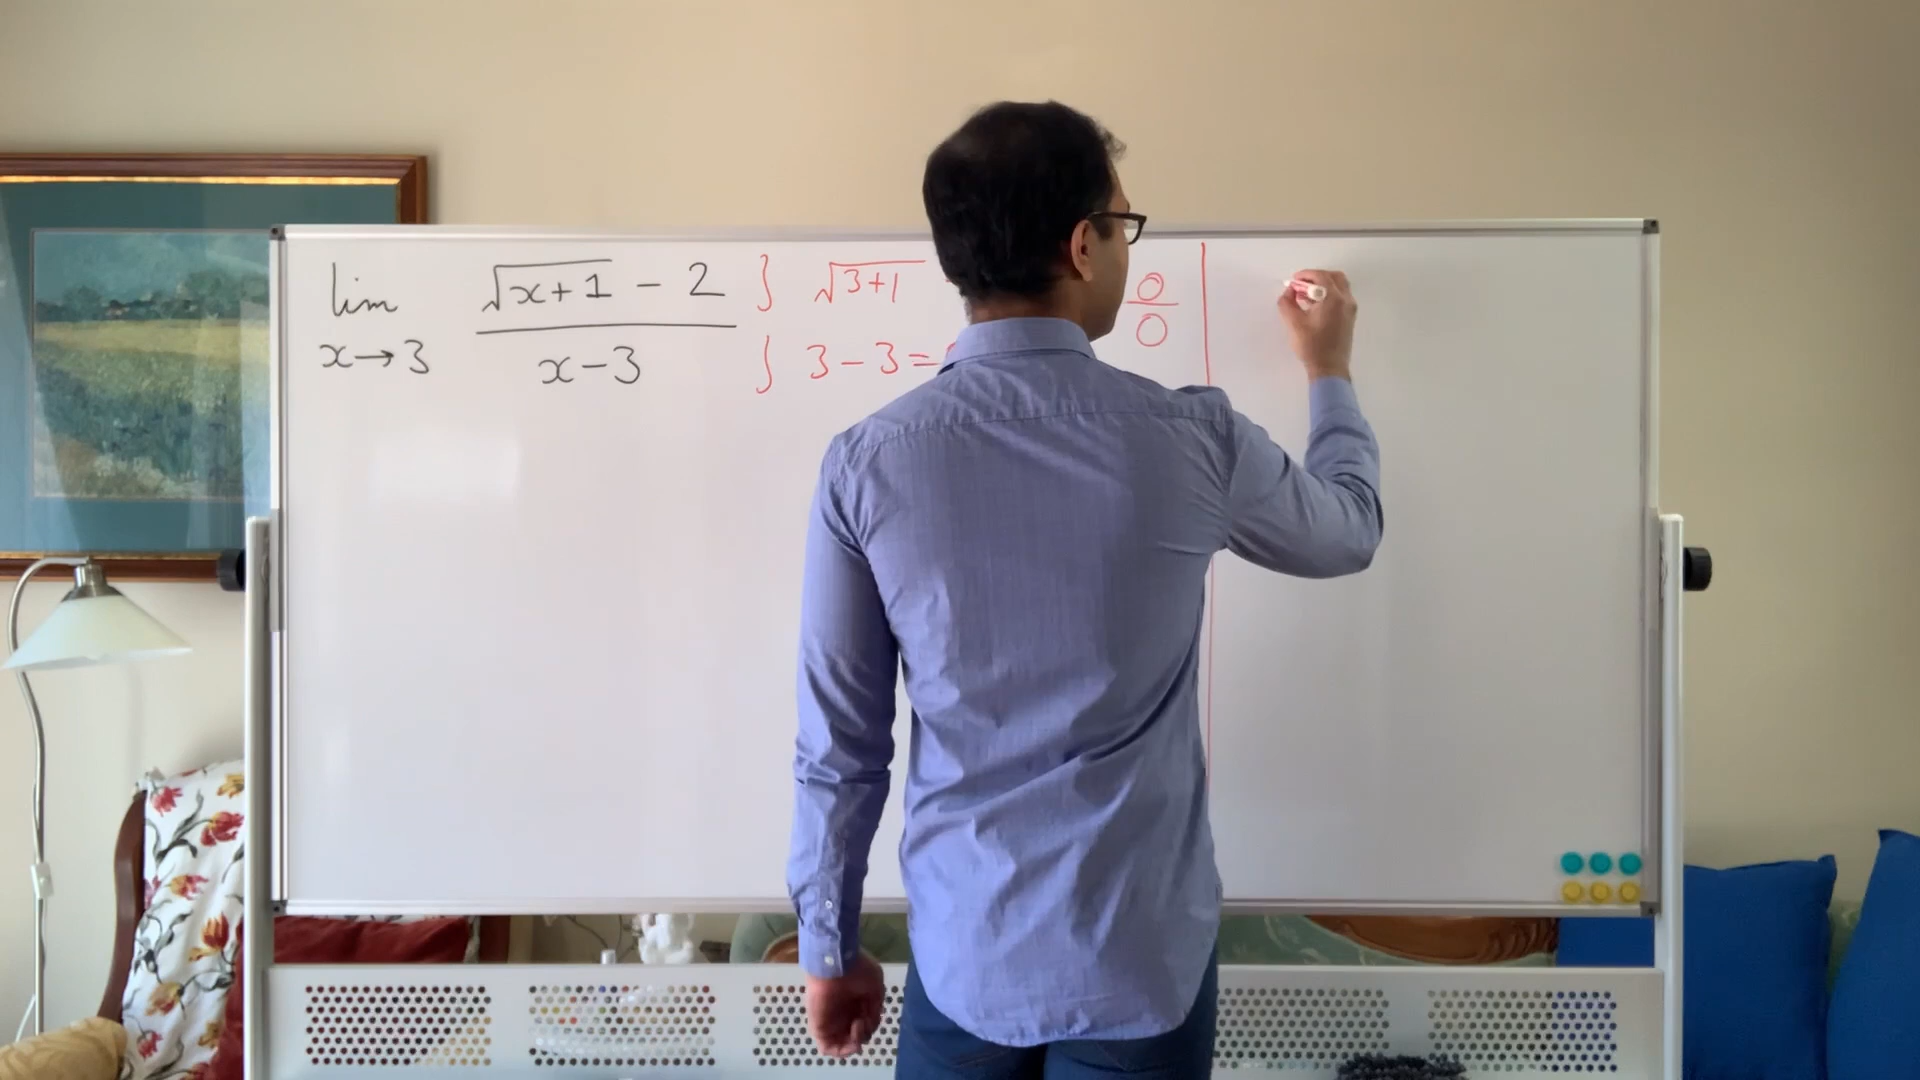 lim √x+1 - 2 } √3+1 0
x→3 x-3 3-3= 0